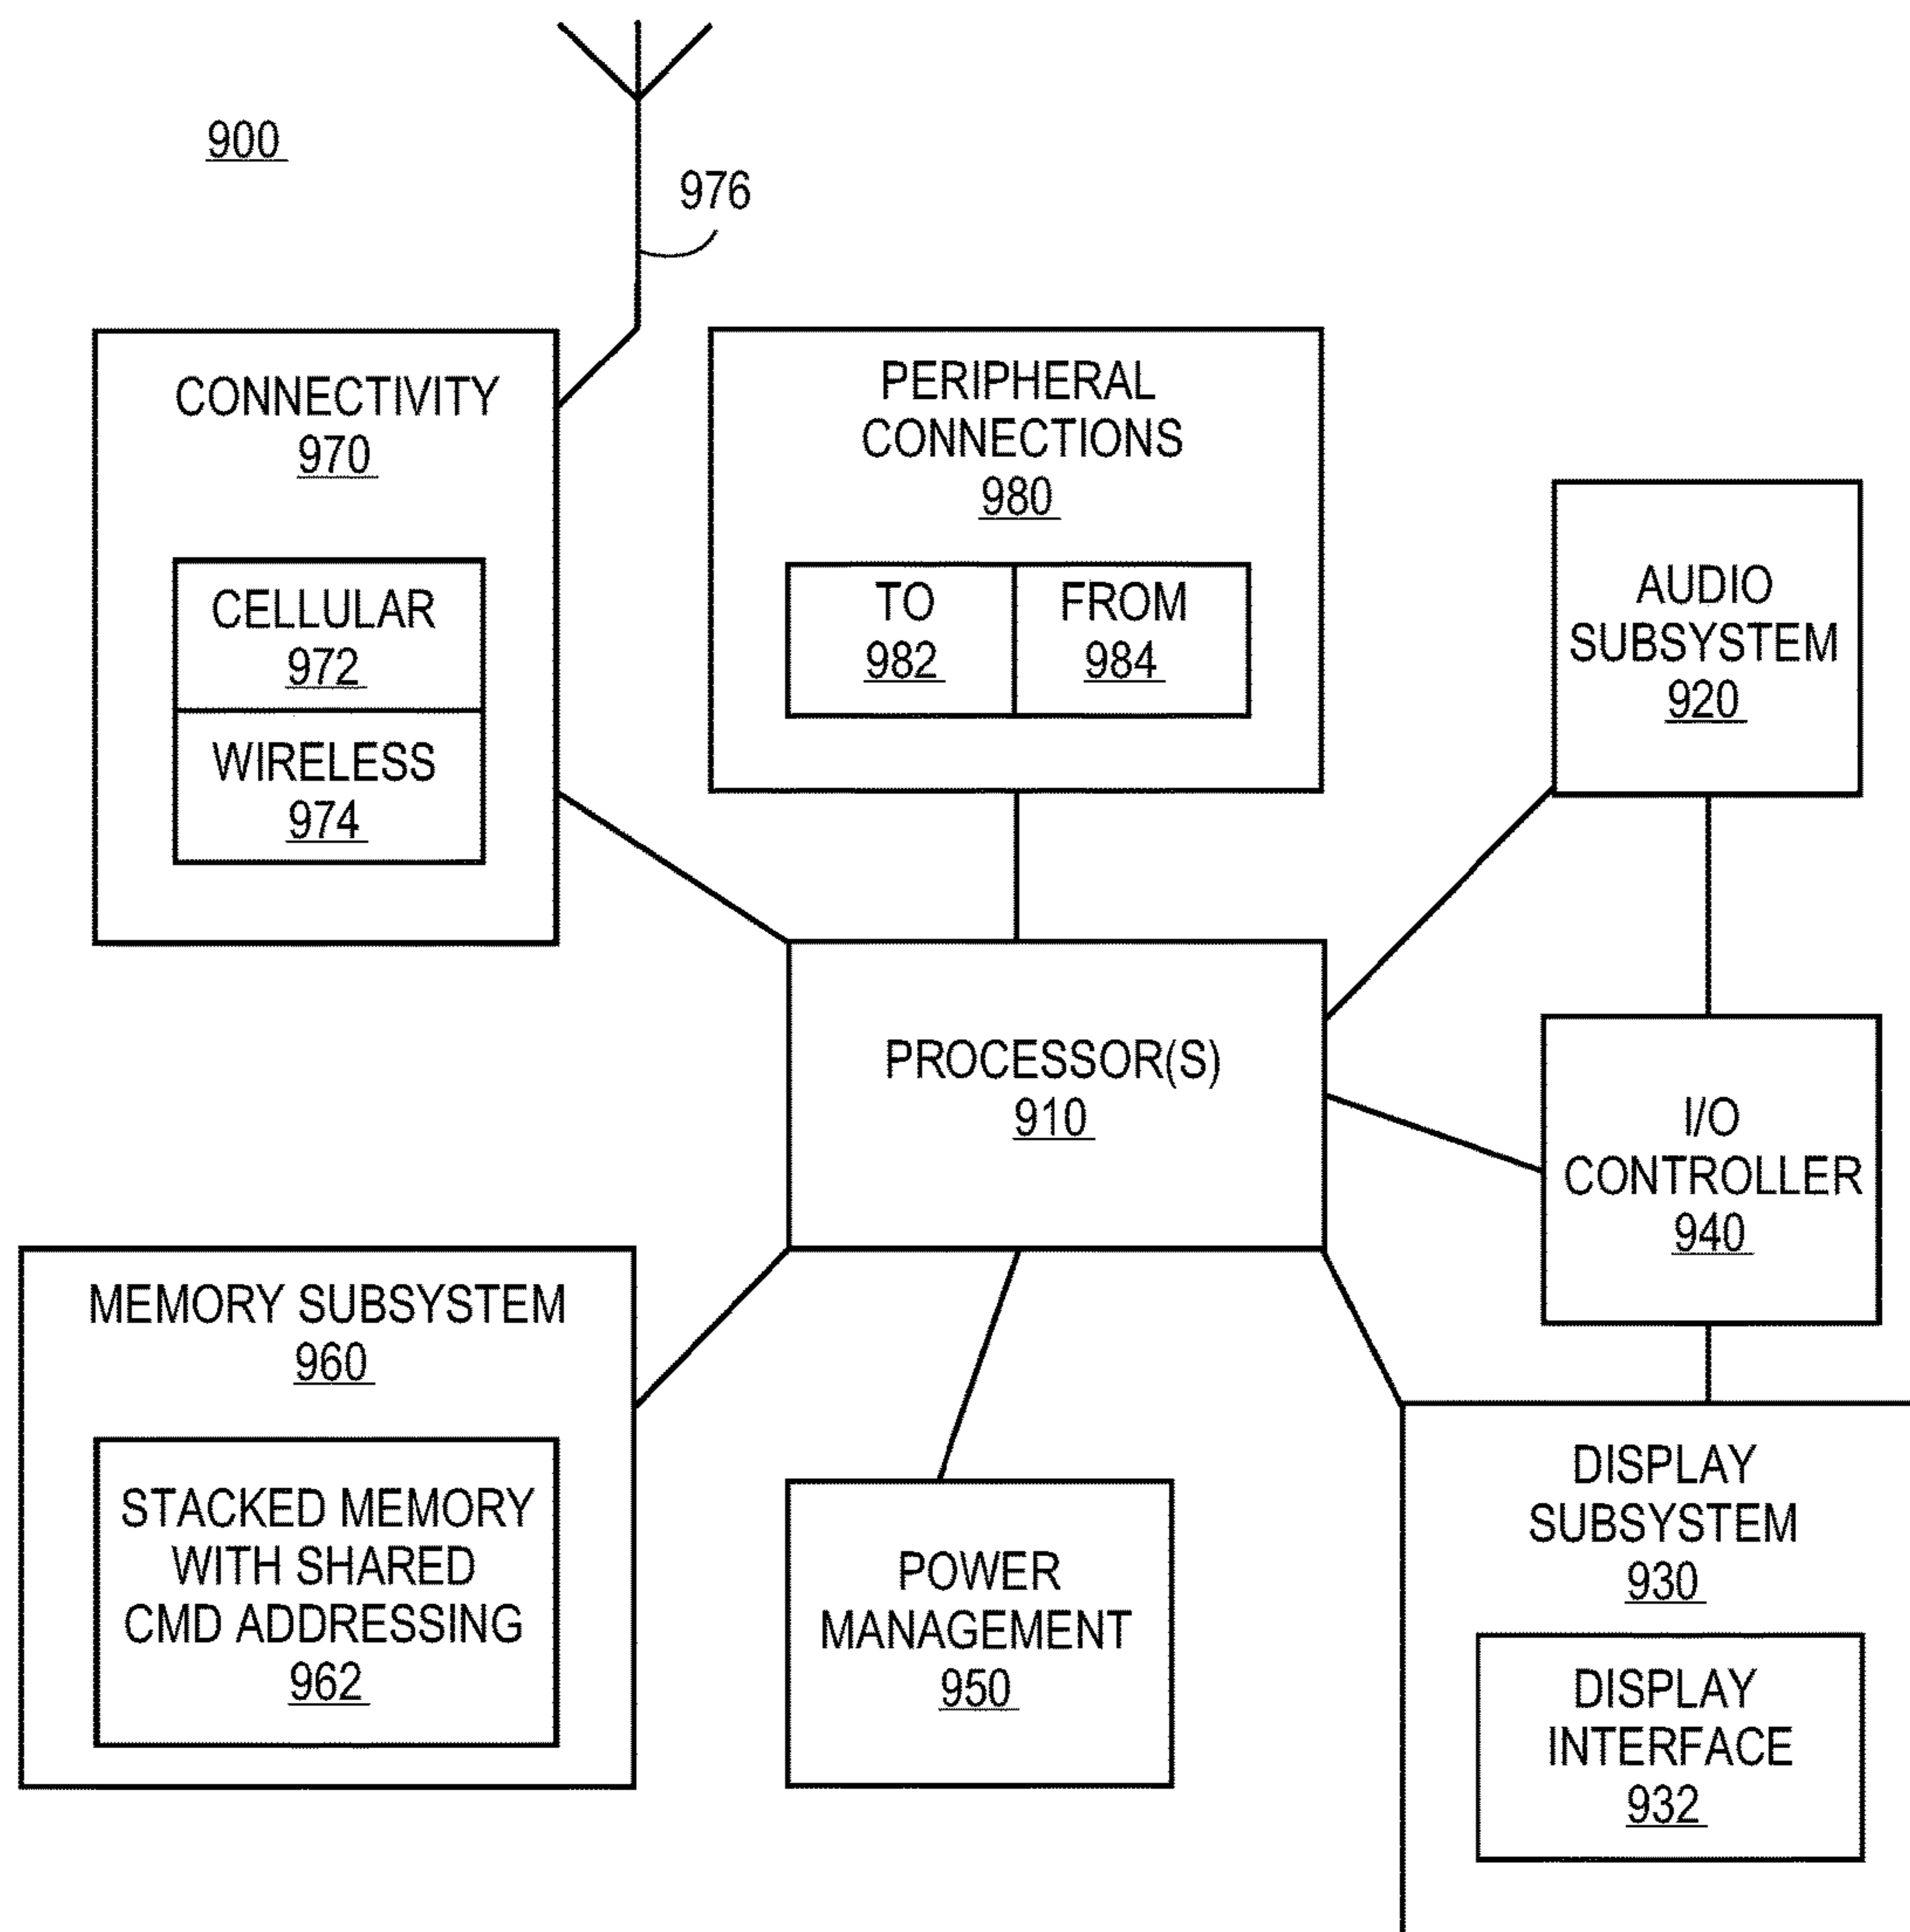 900
976
CONNECTIVITY
970
CELLULAR
972
WIRELESS
974
PERIPHERAL
CONNECTIONS
980
TO
982
FROM
984
AUDIO
SUBSYSTEM
920
PROCESSOR(S)
910
I/O
CONTROLLER
940
MEMORY SUBSYSTEM
960
STACKED MEMORY
WITH SHARED
CMD ADDRESSING
962
POWER
MANAGEMENT
950
DISPLAY
SUBSYSTEM
930
DISPLAY
INTERFACE
932